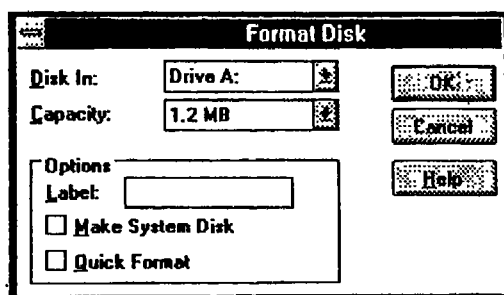 Format Disk
Disk In: Drive A: OK
Capacity: 1.2 MB Cancel
Options Help
Label:
Make System Disk
Quick Format